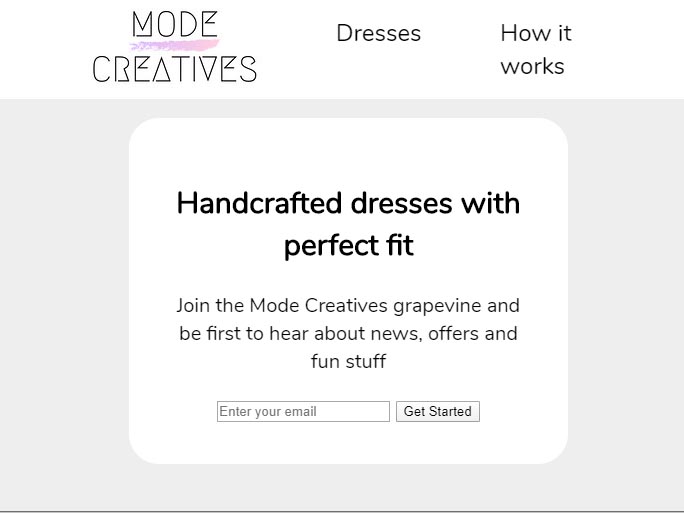 MODE
CREATIVES
Dresses
How it
works
Handcrafted dresses with
perfect fit
Join the Mode Creatives grapevine and
be first to hear about news, offers and
fun stuff
Enter your email
Get Started